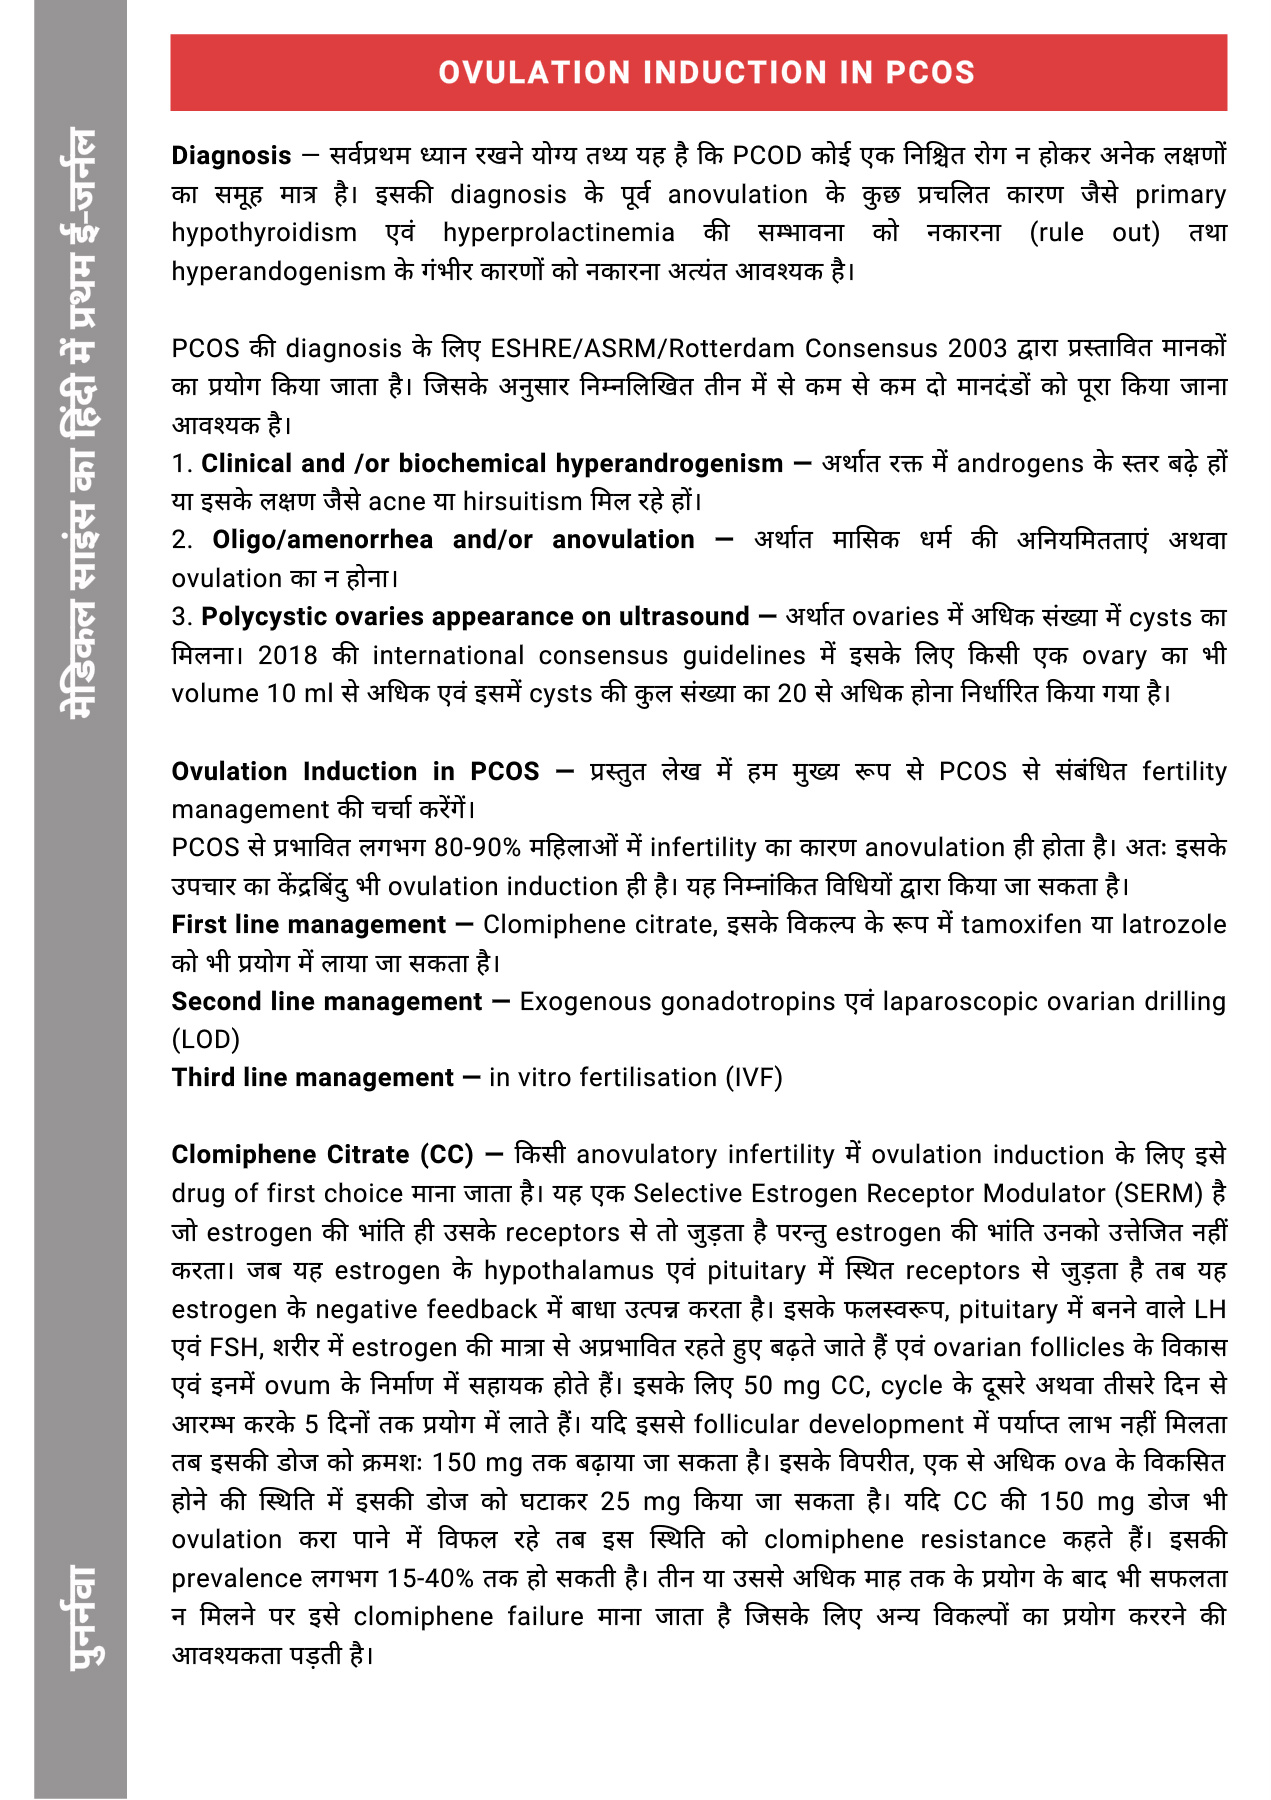 OVULATION INDUCTION IN PCOS
Diagnosis – सर्वप्रथम ध्यान रखने योग्य तथ्य यह है कि PCOD कोई एक निश्चित रोग न होकर अनेक लक्षणों
का समूह मात्र है। इसकी diagnosis के पूर्व anovulation के कुछ प्रचलित कारण जैसे primary
hypothyroidism एवं hyperprolactinemia की सम्भावना को नकारना (rule out) तथा
hyperandogenism के गंभीर कारणों को नकारना अत्यंत आवश्यक है।
PCOS की diagnosis के लिए ESHRE/ASRM/Rotterdam Consensus 2003 द्वारा प्रस्तावित मानकों
का प्रयोग किया जाता है। जिसके अनुसार निम्नलिखित तीन में से कम से कम दो मानदंडों को पूरा किया जाना
आवश्यक है।
1. Clinical and /or biochemical hyperandrogenism – अर्थात रक्त में androgens के स्तर बढ़े हों
या इसके लक्षण जैसे acne या hirsuitism मिल रहे हों।
2. Oligo/amenorrhea and/or anovulation – अर्थात मासिक धर्म की अनियमितताएं अथवा
ovulation का न होना।
3. Polycystic ovaries appearance on ultrasound – अर्थात ovaries में अधिक संख्या में cysts का
मिलना। 2018 की international consensus guidelines में इसके लिए किसी एक ovary का भी
volume 10 ml से अधिक एवं इसमें cysts की कुल संख्या का 20 से अधिक होना निर्धारित किया गया है।
Ovulation Induction in PCOS – प्रस्तुत लेख में हम मुख्य रूप से PCOS से संबंधित fertility
management की चर्चा करेंगें।
PCOS से प्रभावित लगभग 80-90% महिलाओं में infertility का कारण anovulation ही होता है। अतः इसके
उपचार का केंद्रबिंदु भी ovulation induction ही है। यह निम्नांकित विधियों द्वारा किया जा सकता है।
First line management – Clomiphene citrate, इसके विकल्प के रूप में tamoxifen या latrozole
को भी प्रयोग में लाया जा सकता है।
Second line management – Exogenous gonadotropins एवं laparoscopic ovarian drilling
(LOD)
Third line management – in vitro fertilisation (IVF)
Clomiphene Citrate (CC) – किसी anovulatory infertility में ovulation induction के लिए इसे
drug of first choice माना जाता है। यह एक Selective Estrogen Receptor Modulator (SERM) है
जो estrogen की भांति ही उसके receptors से तो जुड़ता है परन्तु estrogen की भांति उनको उत्तेजित नहीं
करता। जब यह estrogen के hypothalamus एवं pituitary में स्थित receptors से जुड़ता है तब यह
estrogen के negative feedback में बाधा उत्पन्न करता है। इसके फलस्वरूप, pituitary में बनने वाले LH
एवं FSH, शरीर में estrogen की मात्रा से अप्रभावित रहते हुए बढ़ते जाते हैं एवं ovarian follicles के विकास
एवं इनमें ovum के निर्माण में सहायक होते हैं। इसके लिए 50 mg CC, cycle के दूसरे अथवा तीसरे दिन से
आरम्भ करके 5 दिनों तक प्रयोग में लाते हैं। यदि इससे follicular development में पर्याप्त लाभ नहीं मिलता
तब इसकी डोज को क्रमशः 150 mg तक बढ़ाया जा सकता है। इसके विपरीत, एक से अधिक ova के विकसित
होने की स्थिति में इसकी डोज को घटाकर 25 mg किया जा सकता है। यदि CC की 150 mg डोज भी
ovulation करा पाने में विफल रहे तब इस स्थिति को clomiphene resistance कहते हैं। इसकी
prevalence लगभग 15-40% तक हो सकती है। तीन या उससे अधिक माह तक के प्रयोग के बाद भी सफलता
न मिलने पर इसे clomiphene failure माना जाता है जिसके लिए अन्य विकल्पों का प्रयोग कररने की
आवश्यकता पड़ती है।
मेडिकल साइंस का हिंदी में प्रथम ई-जर्नल
पुनर्नवा